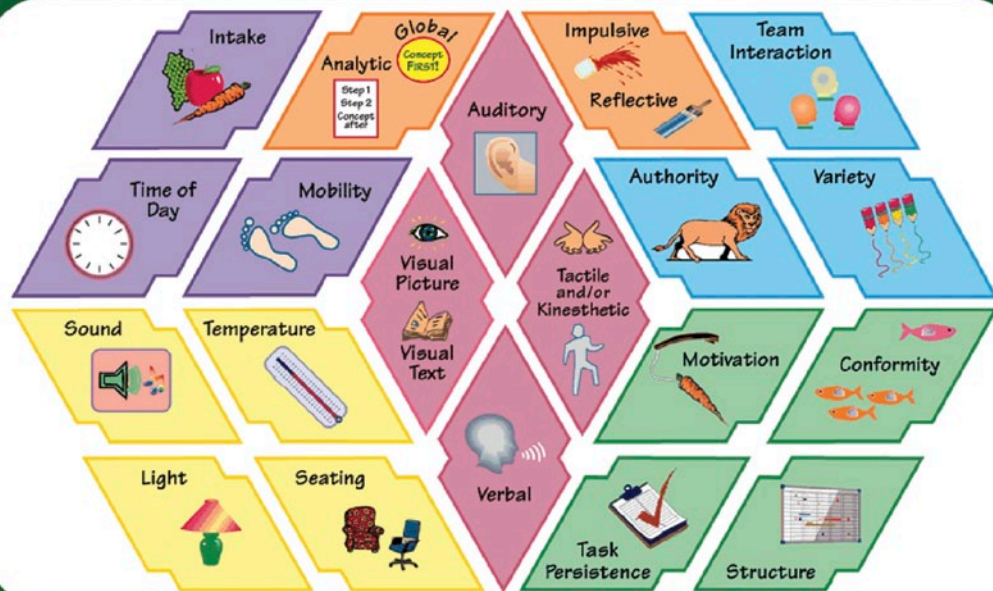 Intake
Analytic
Global
Concept
FIRST!
Step 1
Step 2
Concept
after
Auditory
Impulsive
Reflective
Team
Interaction
Time of
Day
Mobility
Visual
Picture
Visual
Text
Tactile
and/or
Kinesthetic
Authority
Variety
Sound
Temperature
Verbal
Motivation
Conformity
Light
Seating
Task
Persistence
Structure